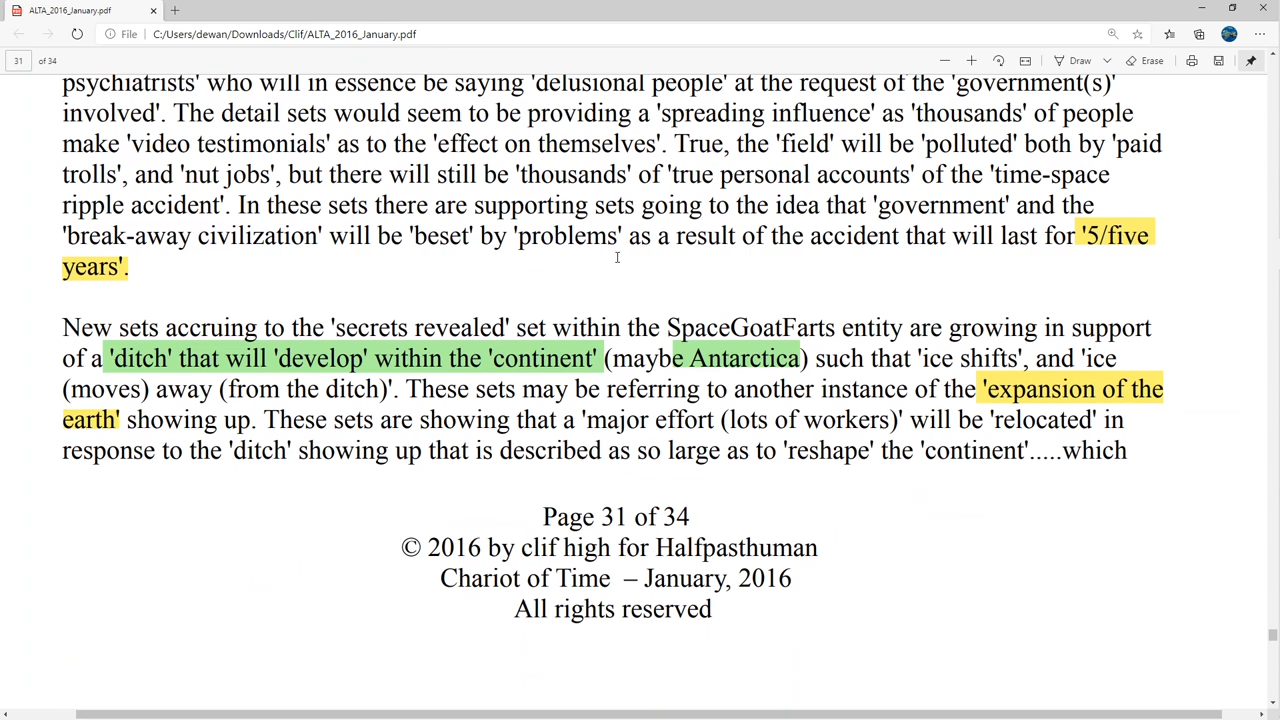 ALTA_2016_January.pdf
File C:/Users/dewan/Downloads/Clif/ALTA_2016_January.pdf
31 of 34 Draw Erase
psychiatrists' who will in essence be saying 'delusional people' at the request of the 'government(s)
involved'. The detail sets would seem to be providing a 'spreading influence' as 'thousands' of people
make 'video testimonials' as to the 'effect on themselves'. True, the 'field' will be 'polluted' both by 'paid
trolls', and 'nut jobs', but there will still be 'thousands' of 'true personal accounts' of the 'time-space
ripple accident'. In these sets there are supporting sets going to the idea that 'government' and the
'break-away civilization' will be 'beset' by 'problems' as a result of the accident that will last for '5/five
years'.
New sets accruing to the 'secrets revealed' set within the SpaceGoatFarts entity are growing in support
of a 'ditch' that will 'develop' within the 'continent' (maybe Antarctica) such that 'ice shifts', and 'ice
(moves) away (from the ditch)'. These sets may be referring to another instance of the 'expansion of the
earth' showing up. These sets are showing that a 'major effort (lots of workers)' will be 'relocated' in
response to the 'ditch' showing up that is described as so large as to 'reshape' the 'continent'.....which
Page 31 of 34
© 2016 by clif high for Halfpasthuman
Chariot of Time – January, 2016
All rights reserved